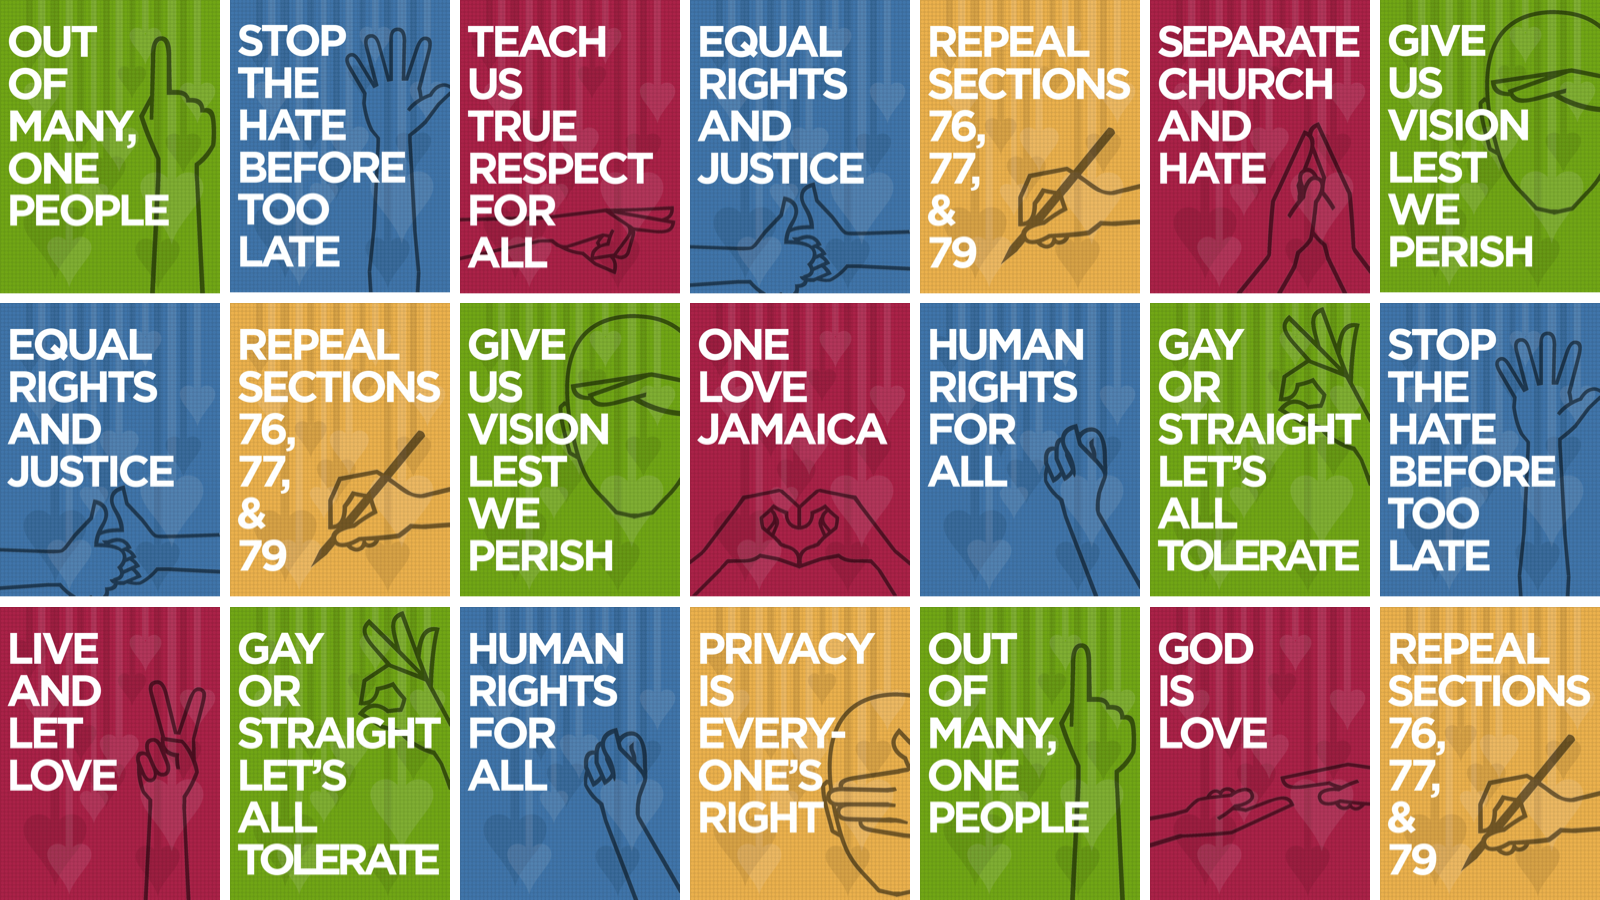 OUT
OF
MANY,
ONE
PEOPLE
STOP
THE
HATE
BEFORE
TOO
LATE
TEACH
US
TRUE
RESPECT
FOR
ALL
EQUAL
RIGHTS
AND
JUSTICE
REPEAL
SECTIONS
76,
77,
&
79
SEPARATE
CHURCH
AND
HATE
GIVE
US
VISION
LEST
WE
PERISH
EQUAL
RIGHTS
AND
JUSTICE
REPEAL
SECTIONS
76,
77,
&
79
GIVE
US
VISION
LEST
WE
PERISH
ONE
LOVE
JAMAICA
HUMAN
RIGHTS
FOR
ALL
GAY
OR
STRAIGHT
LET'S
ALL
TOLERATE
STOP
THE
HATE
BEFORE
TOO
LATE
LIVE
AND
LET
LOVE
GAY
OR
STRAIGHT
LET'S
ALL
TOLERATE
HUMAN
RIGHTS
FOR
ALL
PRIVACY
IS
EVERY-
ONE'S
RIGHT
OUT
OF
MANY,
ONE
PEOPLE
GOD
IS
LOVE
REPEAL
SECTIONS
76,
77,
&
79